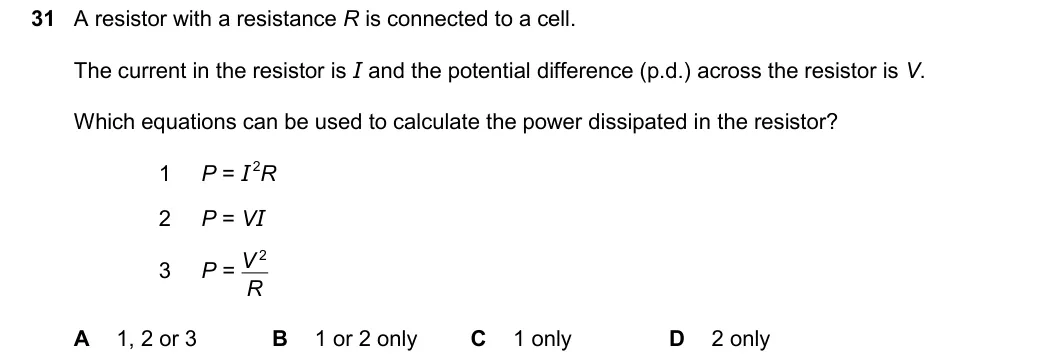 31 A resistor with a resistance R is connected to a cell.
The current in the resistor is I and the potential difference (p.d.) across the resistor is V.
Which equations can be used to calculate the power dissipated in the resistor?
1 P = I²R
2 P = VI
3 P = V²/R
A 1, 2 or 3 B 1 or 2 only C 1 only D 2 only